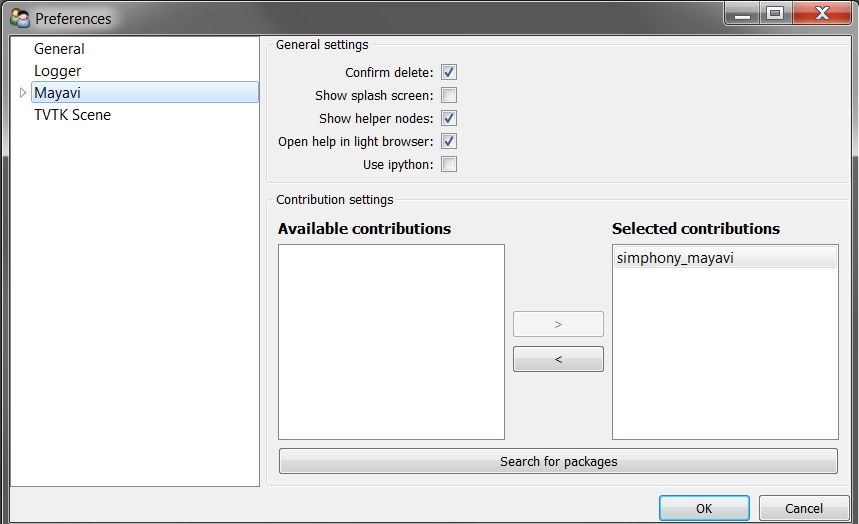 Preferences
General
Logger
Mayavi
TVTK Scene
General settings
Confirm delete:
Show splash screen:
Show helper nodes:
Open help in light browser:
Use ipython:
Contribution settings
Available contributions
Selected contributions
simphony_mayavi
>
<
Search for packages
OK
Cancel